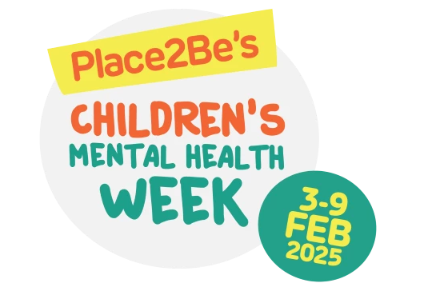 Place2Be's
CHILDREN'S
MENTAL HEALTH
WEEK
3-9
FEB
2025